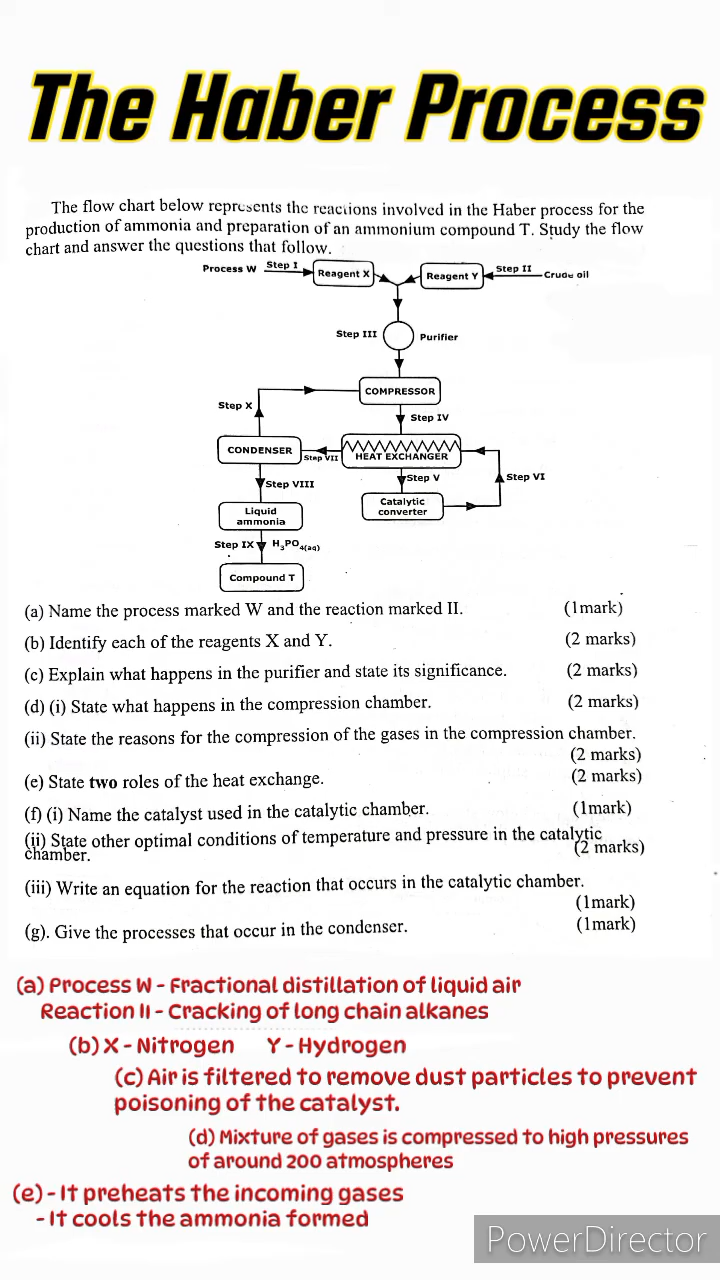 The Haber Process
The flow chart below represents the reactions involved in the Haber process for the
production of ammonia and preparation of an ammonium compound T. Study the flow
chart and answer the questions that follow.
Process W Step I Reagent X Reagent Y Step II Crude oil
Step III Purifier
COMPRESSOR
Step X Step IV
CONDENSER Step VII HEAT EXCHANGER
Step VIII Step V Step VI
Catalytic
converter
Liquid
ammonia
Step IX H₃PO₄(aq)
Compound T
(a) Name the process marked W and the reaction marked II. (1mark)
(b) Identify each of the reagents X and Y. (2 marks)
(c) Explain what happens in the purifier and state its significance. (2 marks)
(d) (i) State what happens in the compression chamber. (2 marks)
(ii) State the reasons for the compression of the gases in the compression chamber.
(2 marks)
(e) State two roles of the heat exchange. (2 marks)
(f) (i) Name the catalyst used in the catalytic chamber. (1mark)
(ii) State other optimal conditions of temperature and pressure in the catalytic
chamber. (2 marks)
(iii) Write an equation for the reaction that occurs in the catalytic chamber.
(1mark)
(g). Give the processes that occur in the condenser. (1mark)
(a) Process W - Fractional distillation of liquid air
Reaction II - Cracking of long chain alkanes
(b) X - Nitrogen Y - Hydrogen
(c) Air is filtered to remove dust particles to prevent
poisoning of the catalyst.
(d) Mixture of gases is compressed to high pressures
of around 200 atmospheres
(e) - It preheats the incoming gases
- It cools the ammonia formed
PowerDirector